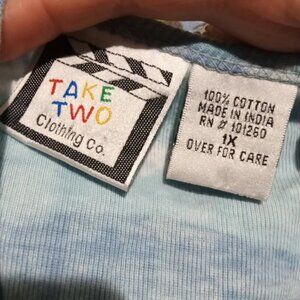 TAKE
TWO
Clothing Co.
100% COTTON
MADE IN INDIA
RN # 101260
1X
OVER FOR CARE